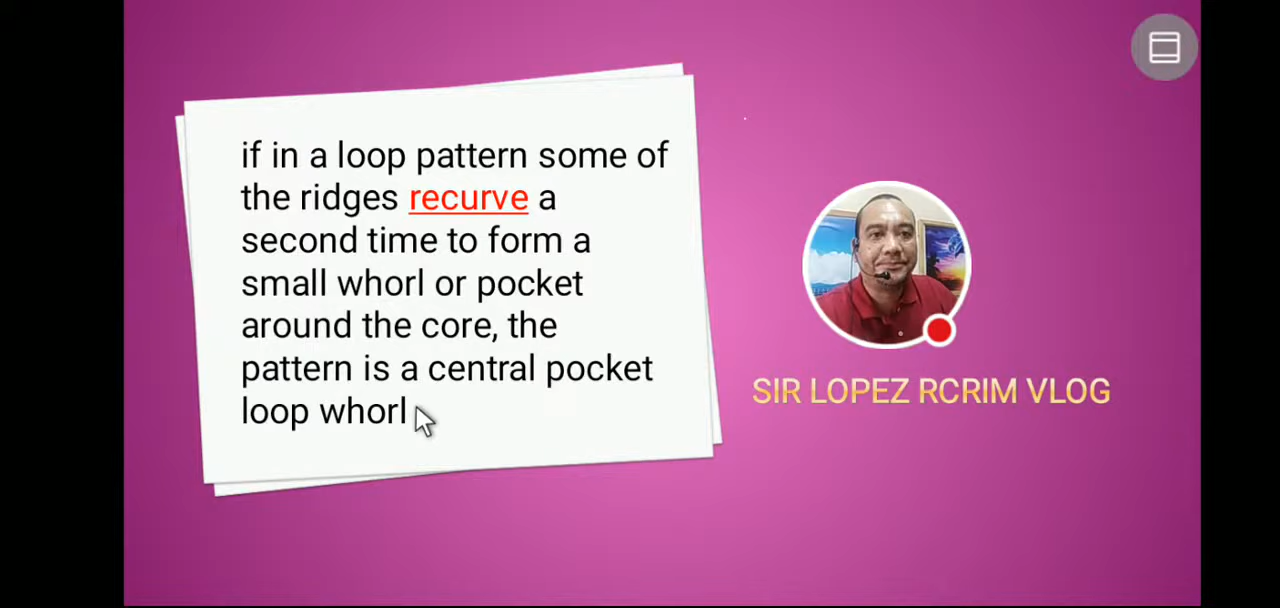 if in a loop pattern some of
the ridges recurve a
second time to form a
small whorl or pocket
around the core, the
pattern is a central pocket
loop whorl
SIR LOPEZ RCRIM VLOG